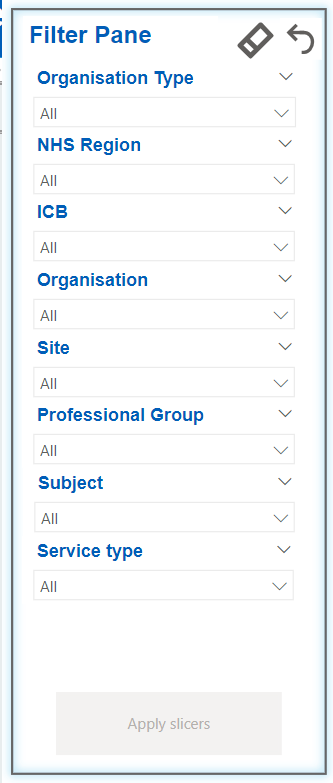 Filter Pane
Organisation Type
All
NHS Region
All
ICB
All
Organisation
All
Site
All
Professional Group
All
Subject
All
Service type
All
Apply slicers